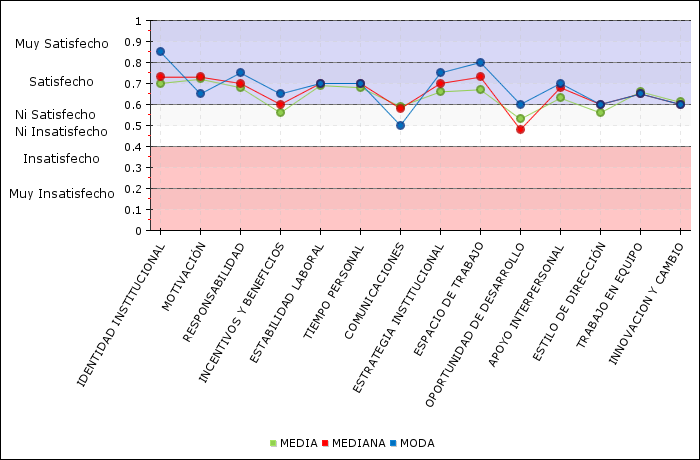 1
Muy Satisfecho
0.9
0.8
Satisfecho
0.7
0.6
Ni Satisfecho
Ni Insatisfecho
0.5
0.4
Insatisfecho
0.3
0.2
Muy Insatisfecho
0.1
0
IDENTIDAD INSTITUCIONAL
MOTIVACIÓN
RESPONSABILIDAD
INCENTIVOS Y BENEFICIOS
ESTABILIDAD LABORAL
TIEMPO PERSONAL
COMUNICACIONES
ESTRATEGIA INSTITUCIONAL
ESPACIO DE TRABAJO
OPORTUNIDAD DE DESARROLLO
APOYO INTERPERSONAL
ESTILO DE DIRECCIÓN
TRABAJO EN EQUIPO
INNOVACION Y CAMBIO
MEDIA MEDIANA MODA